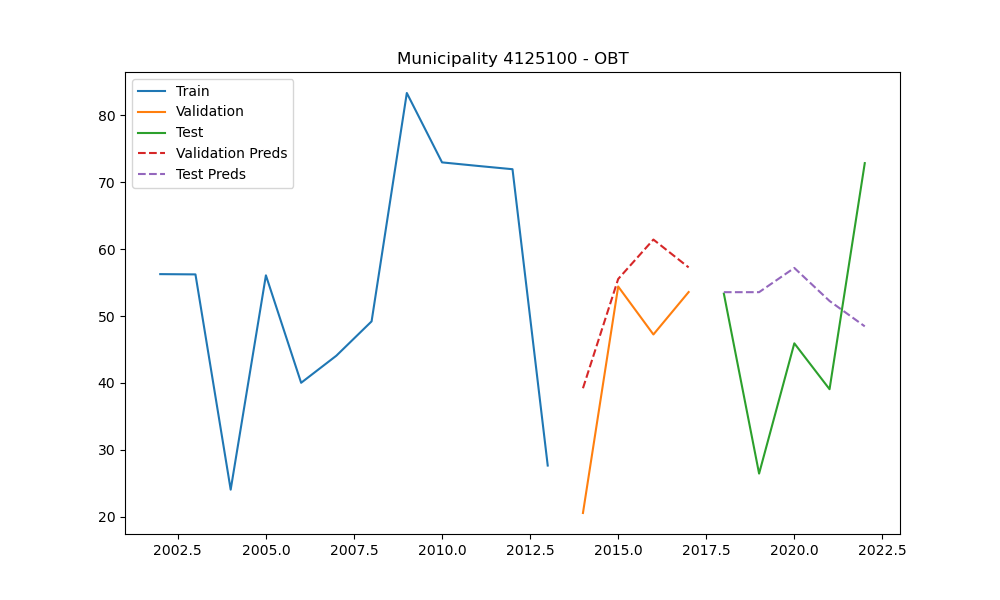 Municipality 4125100 - OBT
Train
Validation
Test
Validation Preds
Test Preds
80
70
60
50
40
30
20
2002.5 2005.0 2007.5 2010.0 2012.5 2015.0 2017.5 2020.0 2022.5